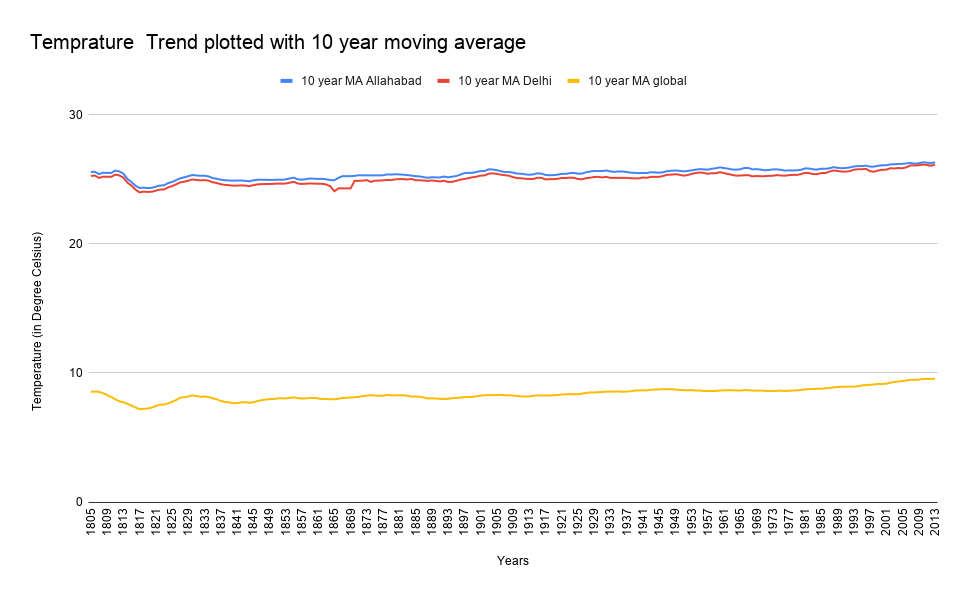 Temprature  Trend plotted with 10 year moving average
10 year MA Allahabad 10 year MA Delhi 10 year MA global
Temperature (in Degree Celsius)
30
20
10
0
1805 1809 1813 1817 1821 1825 1829 1833 1837 1841 1845 1849 1853 1857 1861 1865 1869 1873 1877 1881 1885 1889 1893 1897 1901 1905 1909 1913 1917 1921 1925 1929 1933 1937 1941 1945 1949 1953 1957 1961 1965 1969 1973 1977 1981 1985 1989 1993 1997 2001 2005 2009 2013
Years